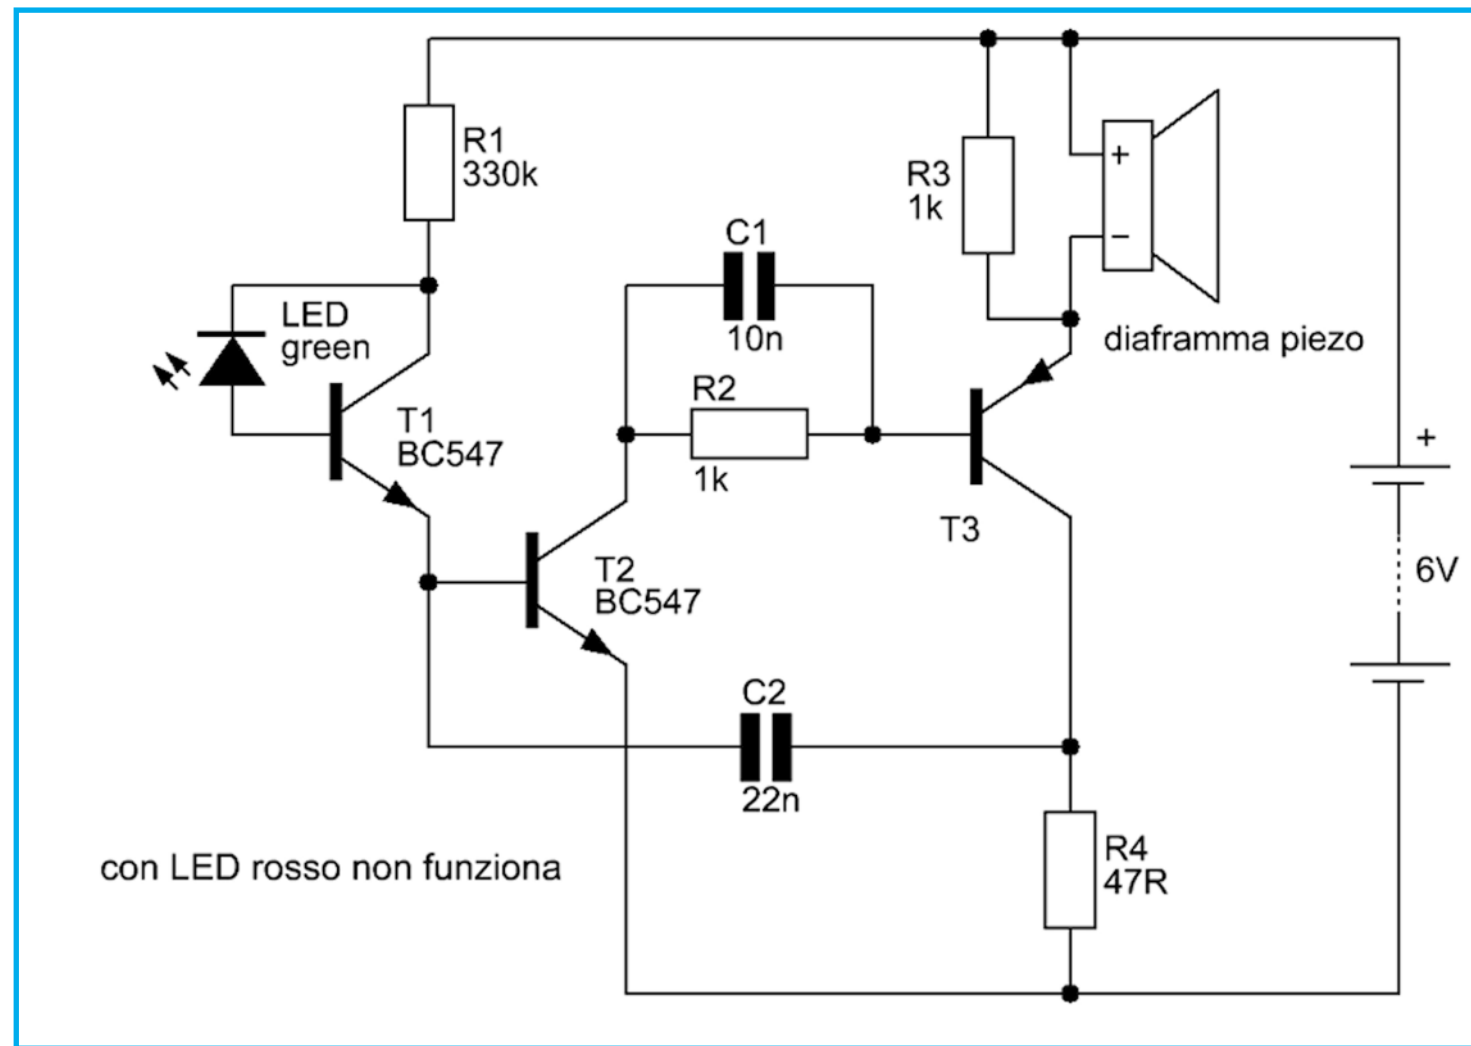 R1
330k
LED
green
T1
BC547
C1
10n
R2
1k
R3
1k
+
−
diaframma piezo
T3
T2
BC547
+
6V
C2
22n
R4
47R
con LED rosso non funziona